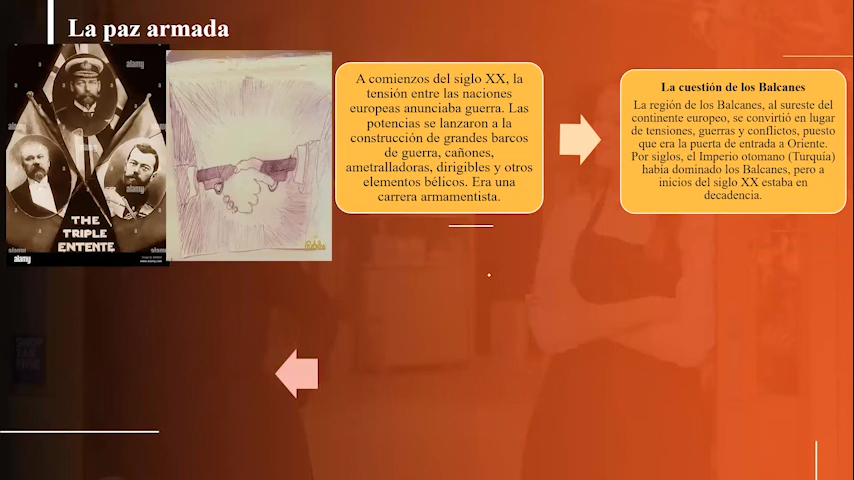 La paz armada
alamy
THE
TRIPLE
ENTENTE
alamy
A comienzos del siglo XX, la
tensión entre las naciones
europeas anunciaba guerra. Las
potencias se lanzaron a la
construcción de grandes barcos
de guerra, cañones,
ametralladoras, dirigibles y otros
elementos bélicos. Era una
carrera armamentista.
La cuestión de los Balcanes
La región de los Balcanes, al sureste del
continente europeo, se convirtió en lugar
de tensiones, guerras y conflictos, puesto
que era la puerta de entrada a Oriente.
Por siglos, el Imperio otomano (Turquía)
había dominado los Balcanes, pero a
inicios del siglo XX estaba en
decadencia.